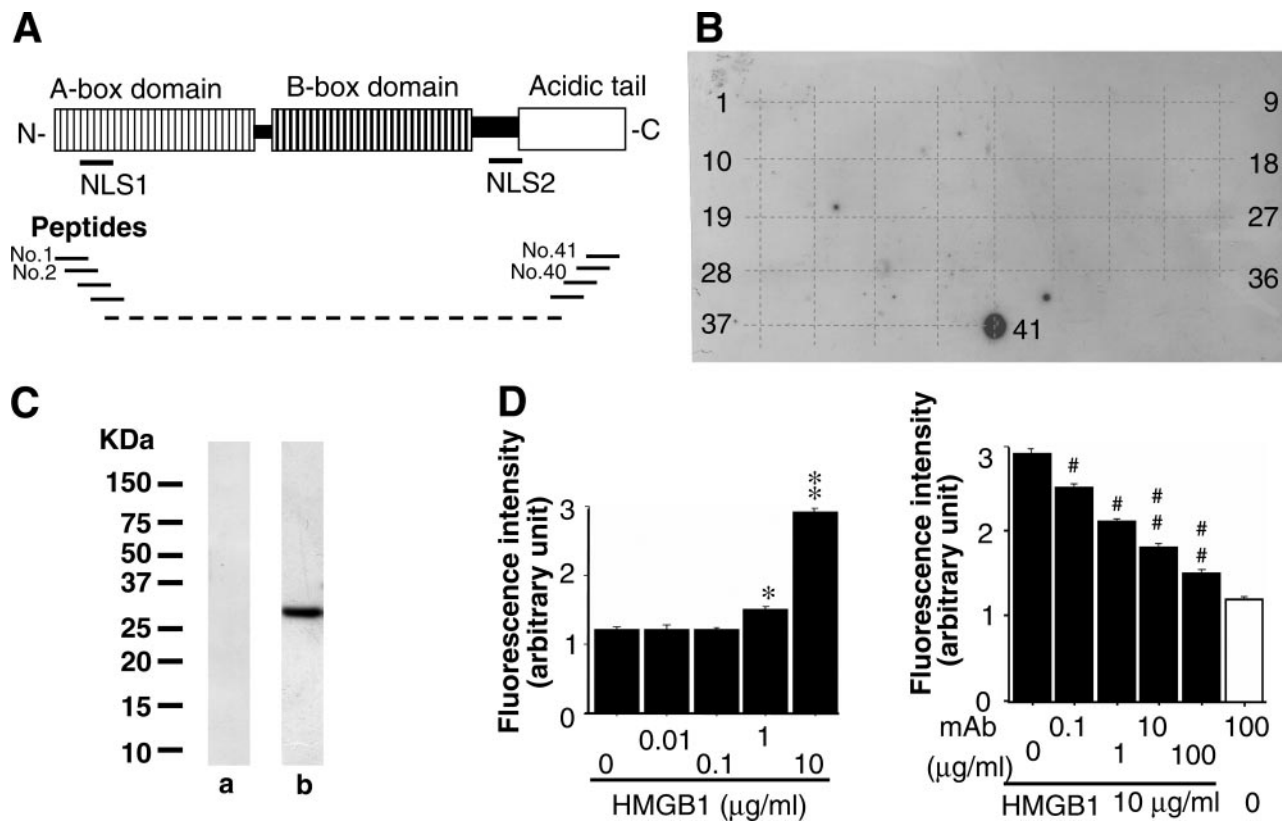 A
A-box domain B-box domain Acidic tail
N- -C
NLS1 NLS2
Peptides
No.1 No.41
No.2 No.40
B
1 9
10 18
19 27
28 36
37 41
C
KDa
150
75
50
37
25
20
15
10
a b
D
Fluorescence intensity
(arbitrary unit)
3
2
1
0
*
**
0.01 1
0 0.1 10
HMGB1 (μg/ml)
Fluorescence intensity
(arbitrary unit)
3
2
1
0
# # ## ##
mAb 0.1 10 100
(μg/ml) 0 1 100
HMGB1 10 μg/ml 0